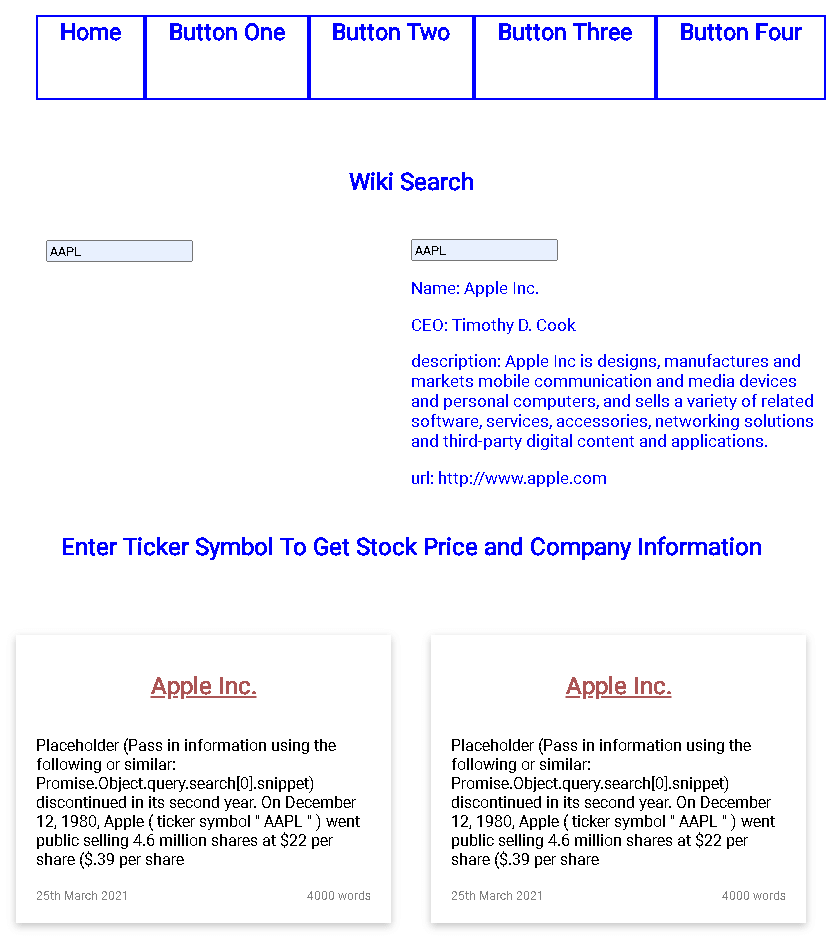 Home Button One Button Two Button Three Button Four
Wiki Search
AAPL
AAPL
Name: Apple Inc.
CEO: Timothy D. Cook
description: Apple Inc is designs, manufactures and
markets mobile communication and media devices
and personal computers, and sells a variety of related
software, services, accessories, networking solutions
and third-party digital content and applications.
url: http://www.apple.com
Enter Ticker Symbol To Get Stock Price and Company Information
Apple Inc.
Placeholder (Pass in information using the
following or similar:
Promise.Object.query.search[0].snippet)
discontinued in its second year. On December
12, 1980, Apple ( ticker symbol " AAPL " ) went
public selling 4.6 million shares at $22 per
share ($.39 per share
25th March 2021 4000 words
Apple Inc.
Placeholder (Pass in information using the
following or similar:
Promise.Object.query.search[0].snippet)
discontinued in its second year. On December
12, 1980, Apple ( ticker symbol " AAPL " ) went
public selling 4.6 million shares at $22 per
share ($.39 per share
25th March 2021 4000 words